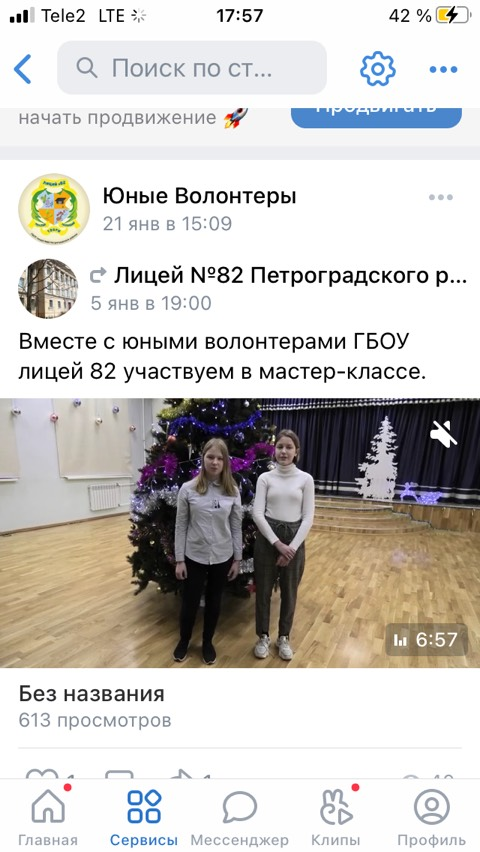 Tele2 LTE 17:57 42 %
Поиск по ст...
начать продвижение 🚀 Продвигать
Юные Волонтеры
21 янв в 15:09
Лицей №82 Петроградского р...
5 янв в 19:00
Вместе с юными волонтерами ГБОУ
лицей 82 участвуем в мастер-классе.
6:57
Без названия
613 просмотров
Главная Сервисы Мессенджер Клипы Профиль